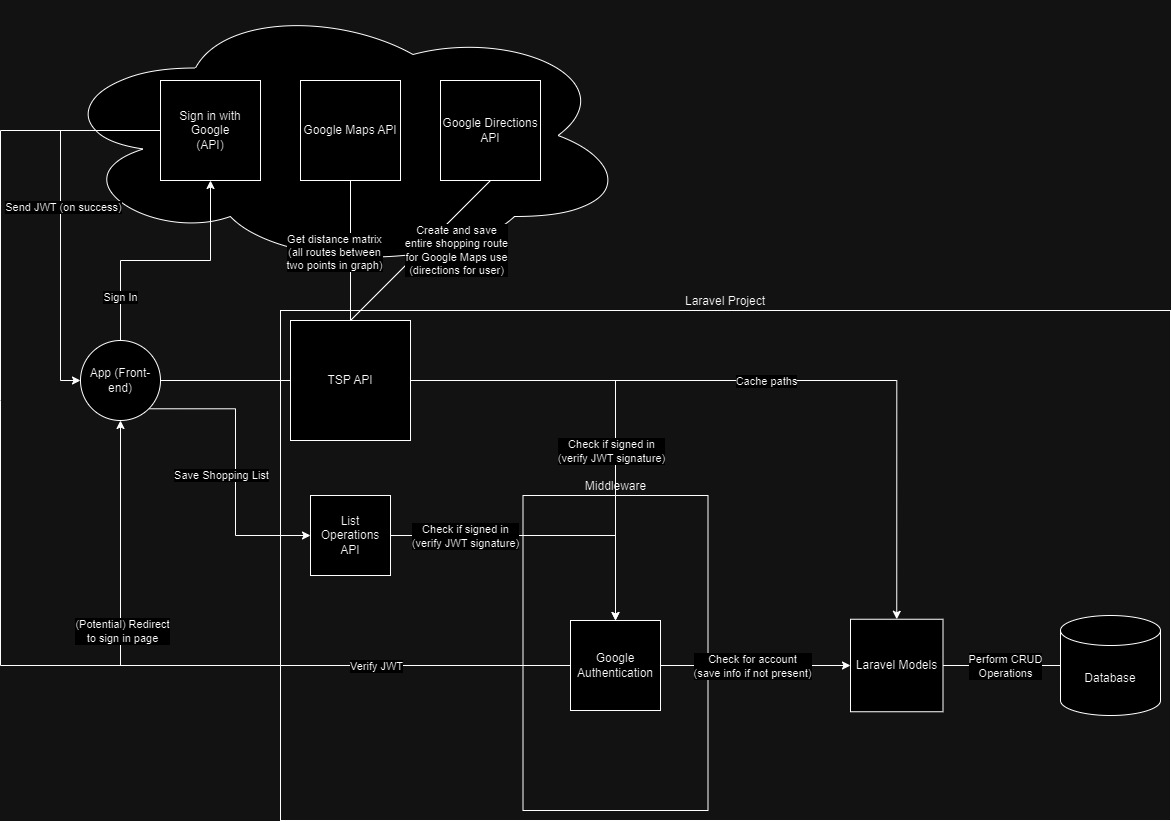 Sign in with
Google
(API)
Google Maps API
Google Directions
API
Send JWT (on success)
Get distance matrix
(all routes between
two points in graph)
Create and save
entire shopping route
for Google Maps use
(directions for user)
Sign In
Laravel Project
App (Front-
end)
TSP API
Cache paths
Check if signed in
(verify JWT signature)
Save Shopping List
Middleware
List
Operations
API
Check if signed in
(verify JWT signature)
(Potential) Redirect
to sign in page
Verify JWT
Google
Authentication
Check for account
(save info if not present)
Laravel Models
Perform CRUD
Operations
Database